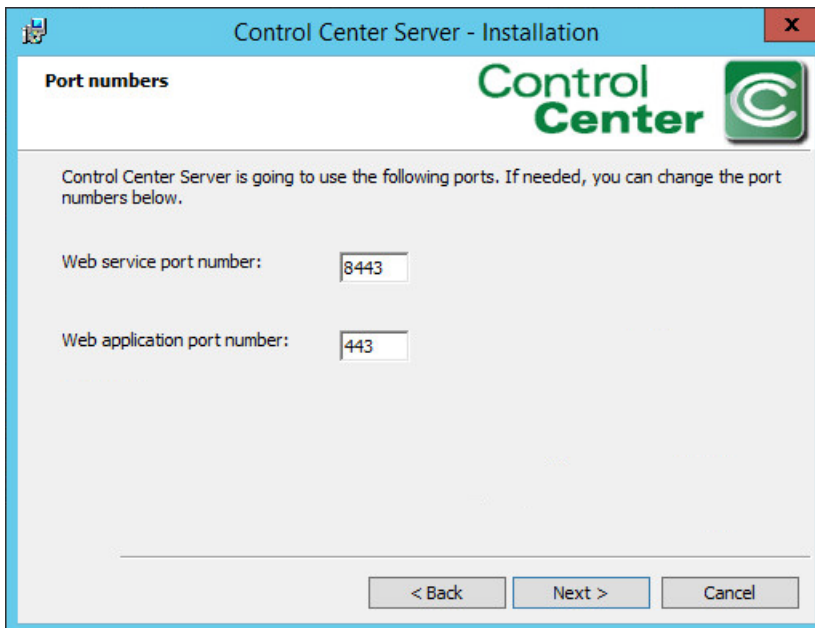 Control Center Server - Installation
x
Port numbers
Control
Center
C
Control Center Server is going to use the following ports. If needed, you can change the port
numbers below.
Web service port number:
8443
Web application port number:
443
< Back
Next >
Cancel